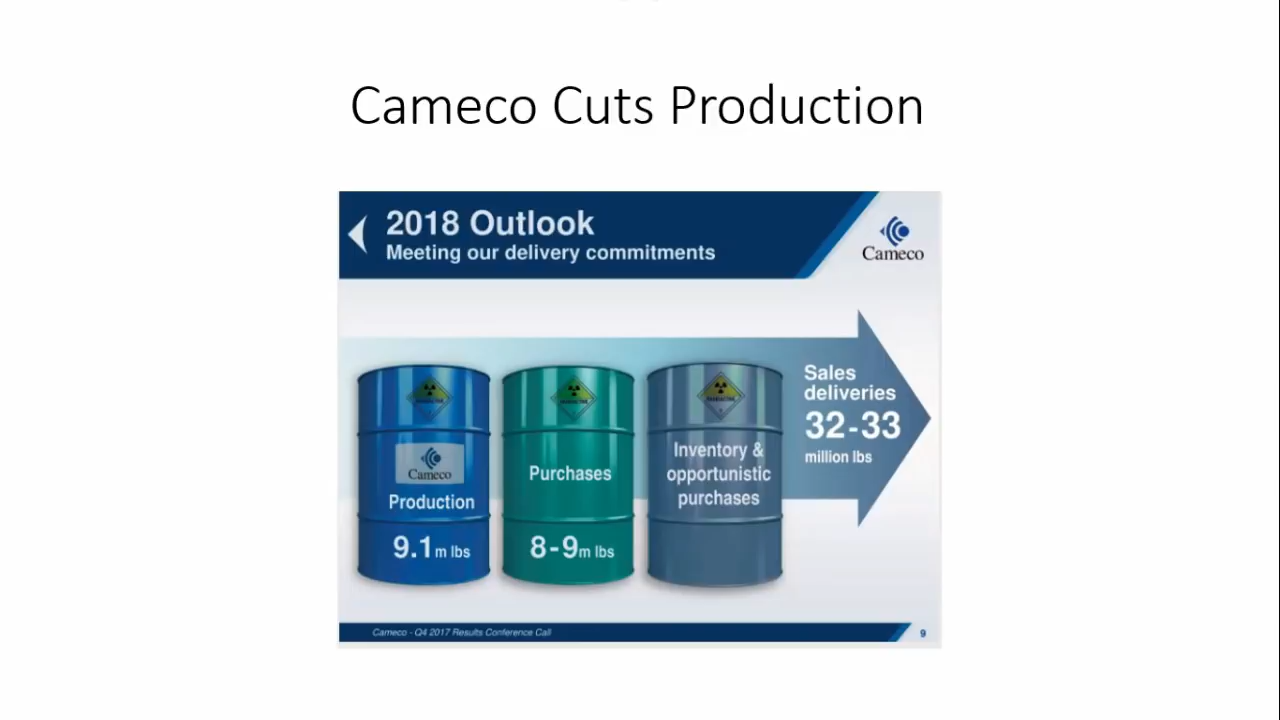 Cameco Cuts Production
2018 Outlook
Meeting our delivery commitments
Cameco
Cameco
Production
9.1m lbs
Purchases
8-9m lbs
Inventory &
opportunistic
purchases
Sales
deliveries
32-33
million lbs
Cameco - Q4 2017 Results Conference Call
9